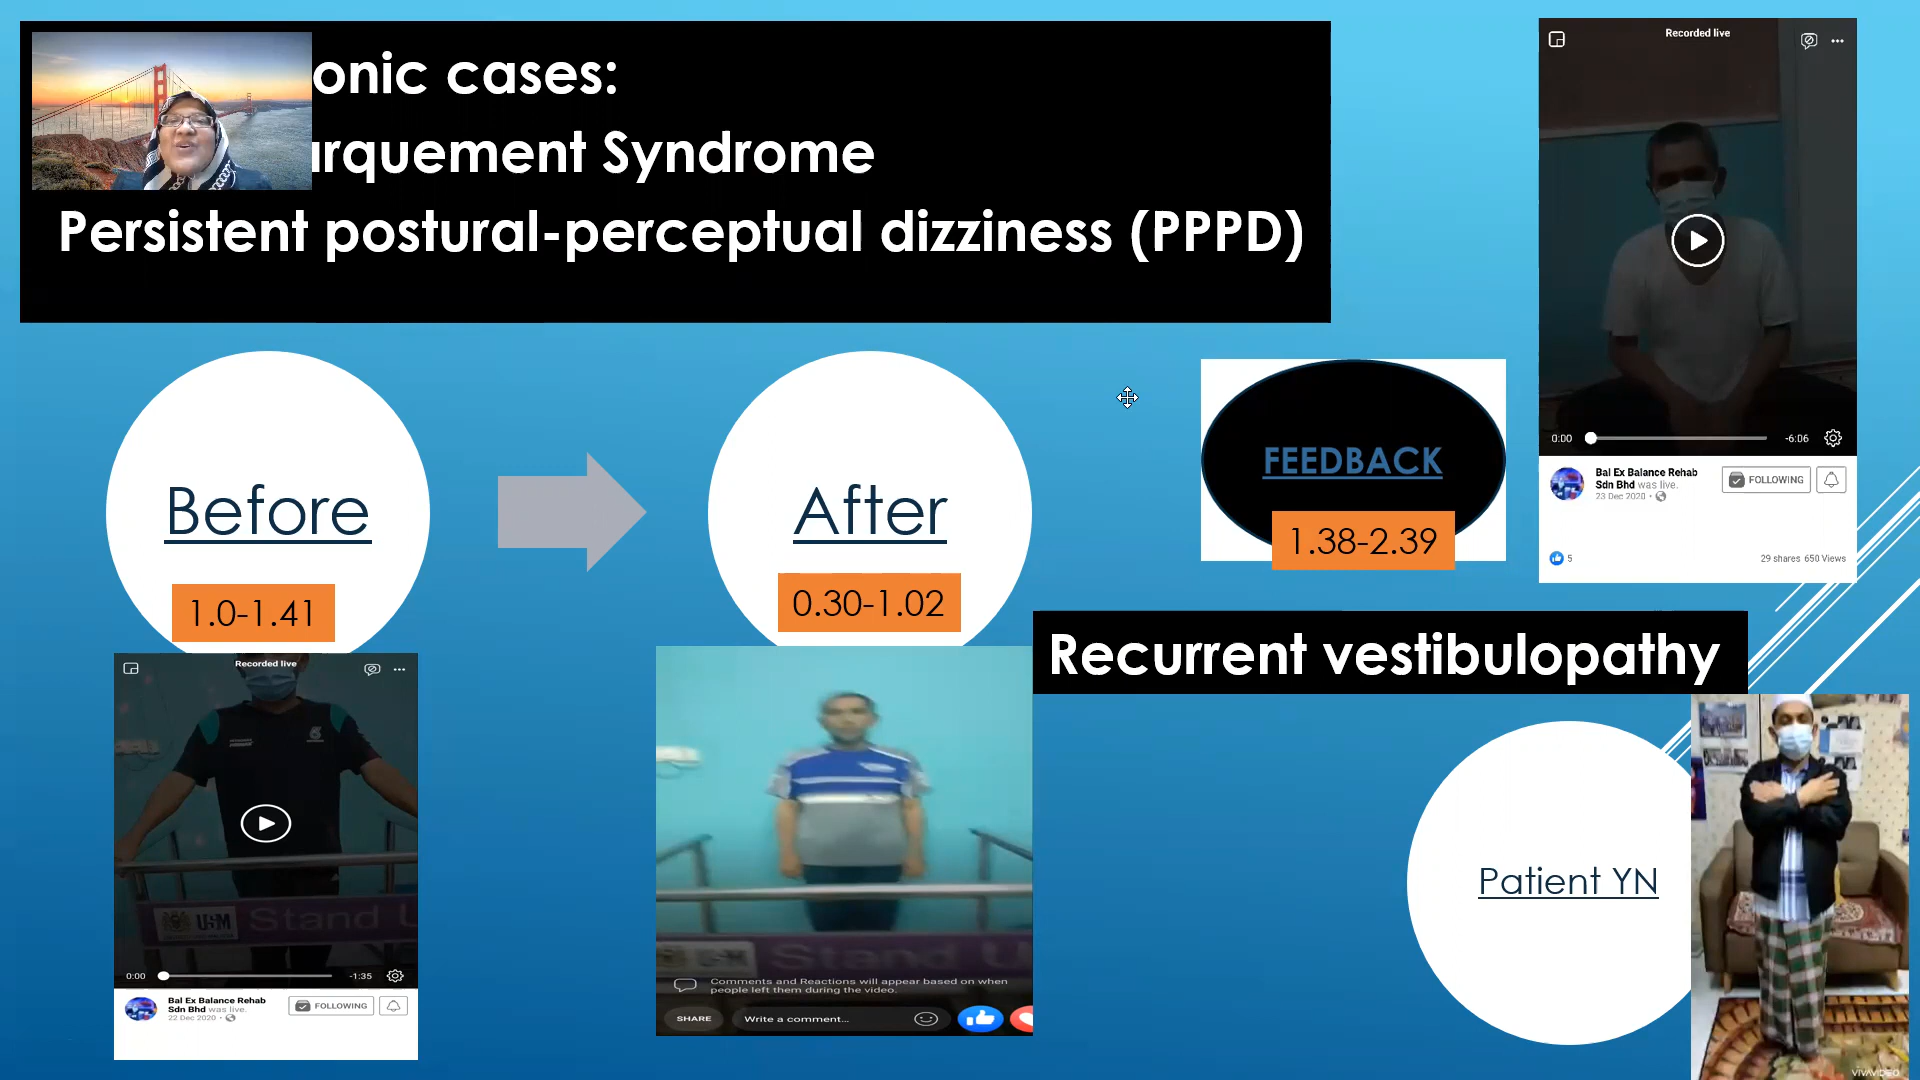 onic cases:
arquement Syndrome
Persistent postural-perceptual dizziness (PPPD)
Before
1.0-1.41
After
0.30-1.02
FEEDBACK
1.38-2.39
Recorded live
0:00
-6:06
Bal Ex Balance Rehab
Sdn Bhd was live.
23 Dec 2020
FOLLOWING
5
29 shares 650 Views
Recurrent vestibulopathy
Patient YN
Recorded live
USM
Stand U
0:00
-1:35
Bal Ex Balance Rehab
Sdn Bhd was live.
22 Dec 2020
FOLLOWING
Stand U
Comments and Reactions will appear based on when
people left them during the video.
SHARE
Write a comment...
VIVAVIDEO